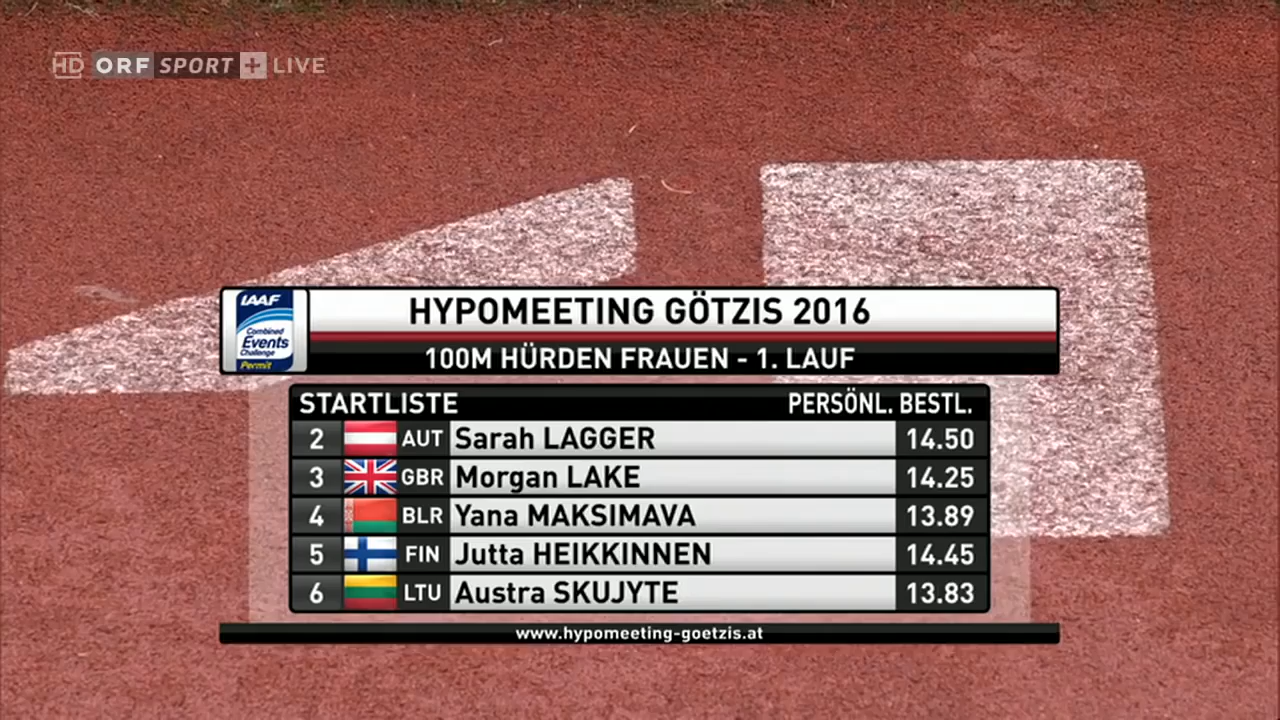 HD ORF SPORT + LIVE
IAAF
Combined
Events
Challenge
Permit
HYPOMEETING GÖTZIS 2016
100M HÜRDEN FRAUEN - 1. LAUF
STARTLISTE PERSÖNL. BESTL.
2 AUT Sarah LAGGER 14.50
3 GBR Morgan LAKE 14.25
4 BLR Yana MAKSIMAVA 13.89
5 FIN Jutta HEIKKINNEN 14.45
6 LTU Austra SKUJYTE 13.83
www.hypomeeting-goetzis.at